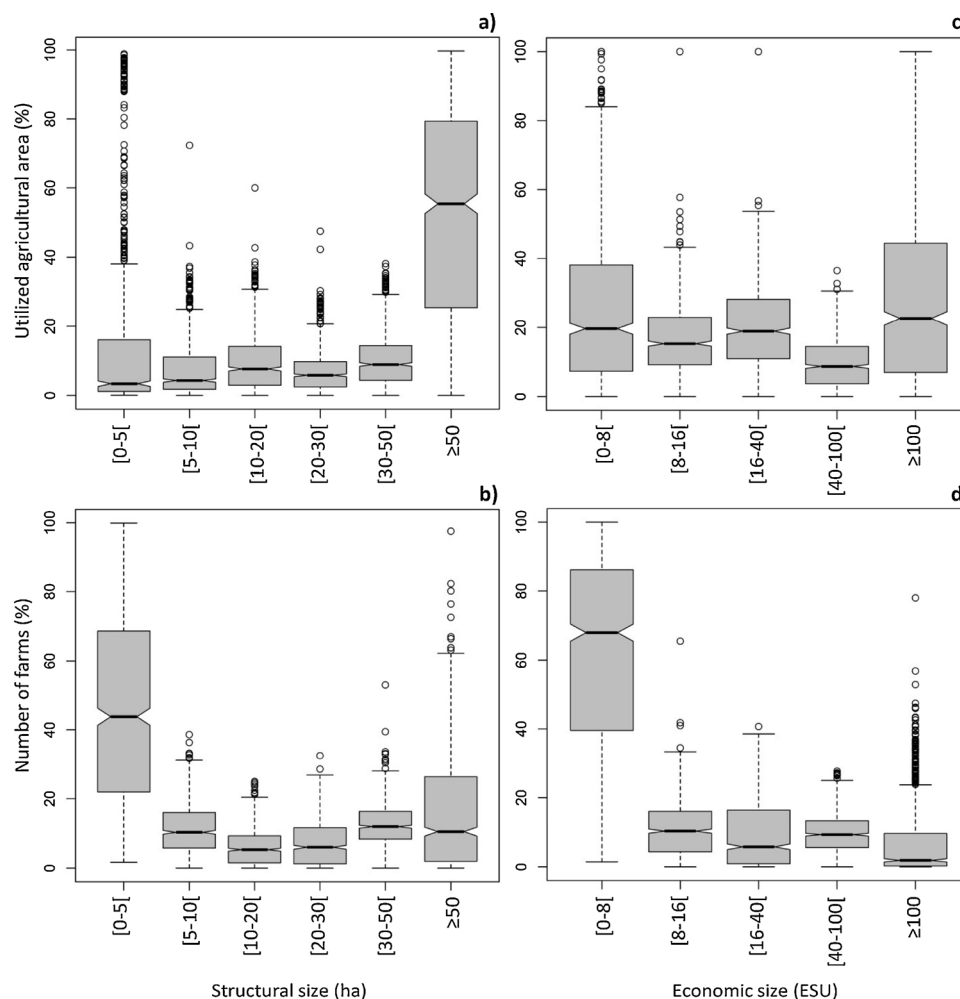 a)
Utilized agricultural area (%)
0 20 40 60 80 100
[0-5[ [5-10[ [10-20[ [20-30[ [30-50[ ≥50
c
0 20 40 60 80 100
[0-8[ [8-16[ [16-40[ [40-100[ ≥100
b)
Number of farms (%)
0 20 40 60 80 100
[0-5[ [5-10[ [10-20[ [20-30[ [30-50[ ≥50
Structural size (ha)
d
0 20 40 60 80 100
[0-8[ [8-16[ [16-40[ [40-100[ ≥100
Economic size (ESU)